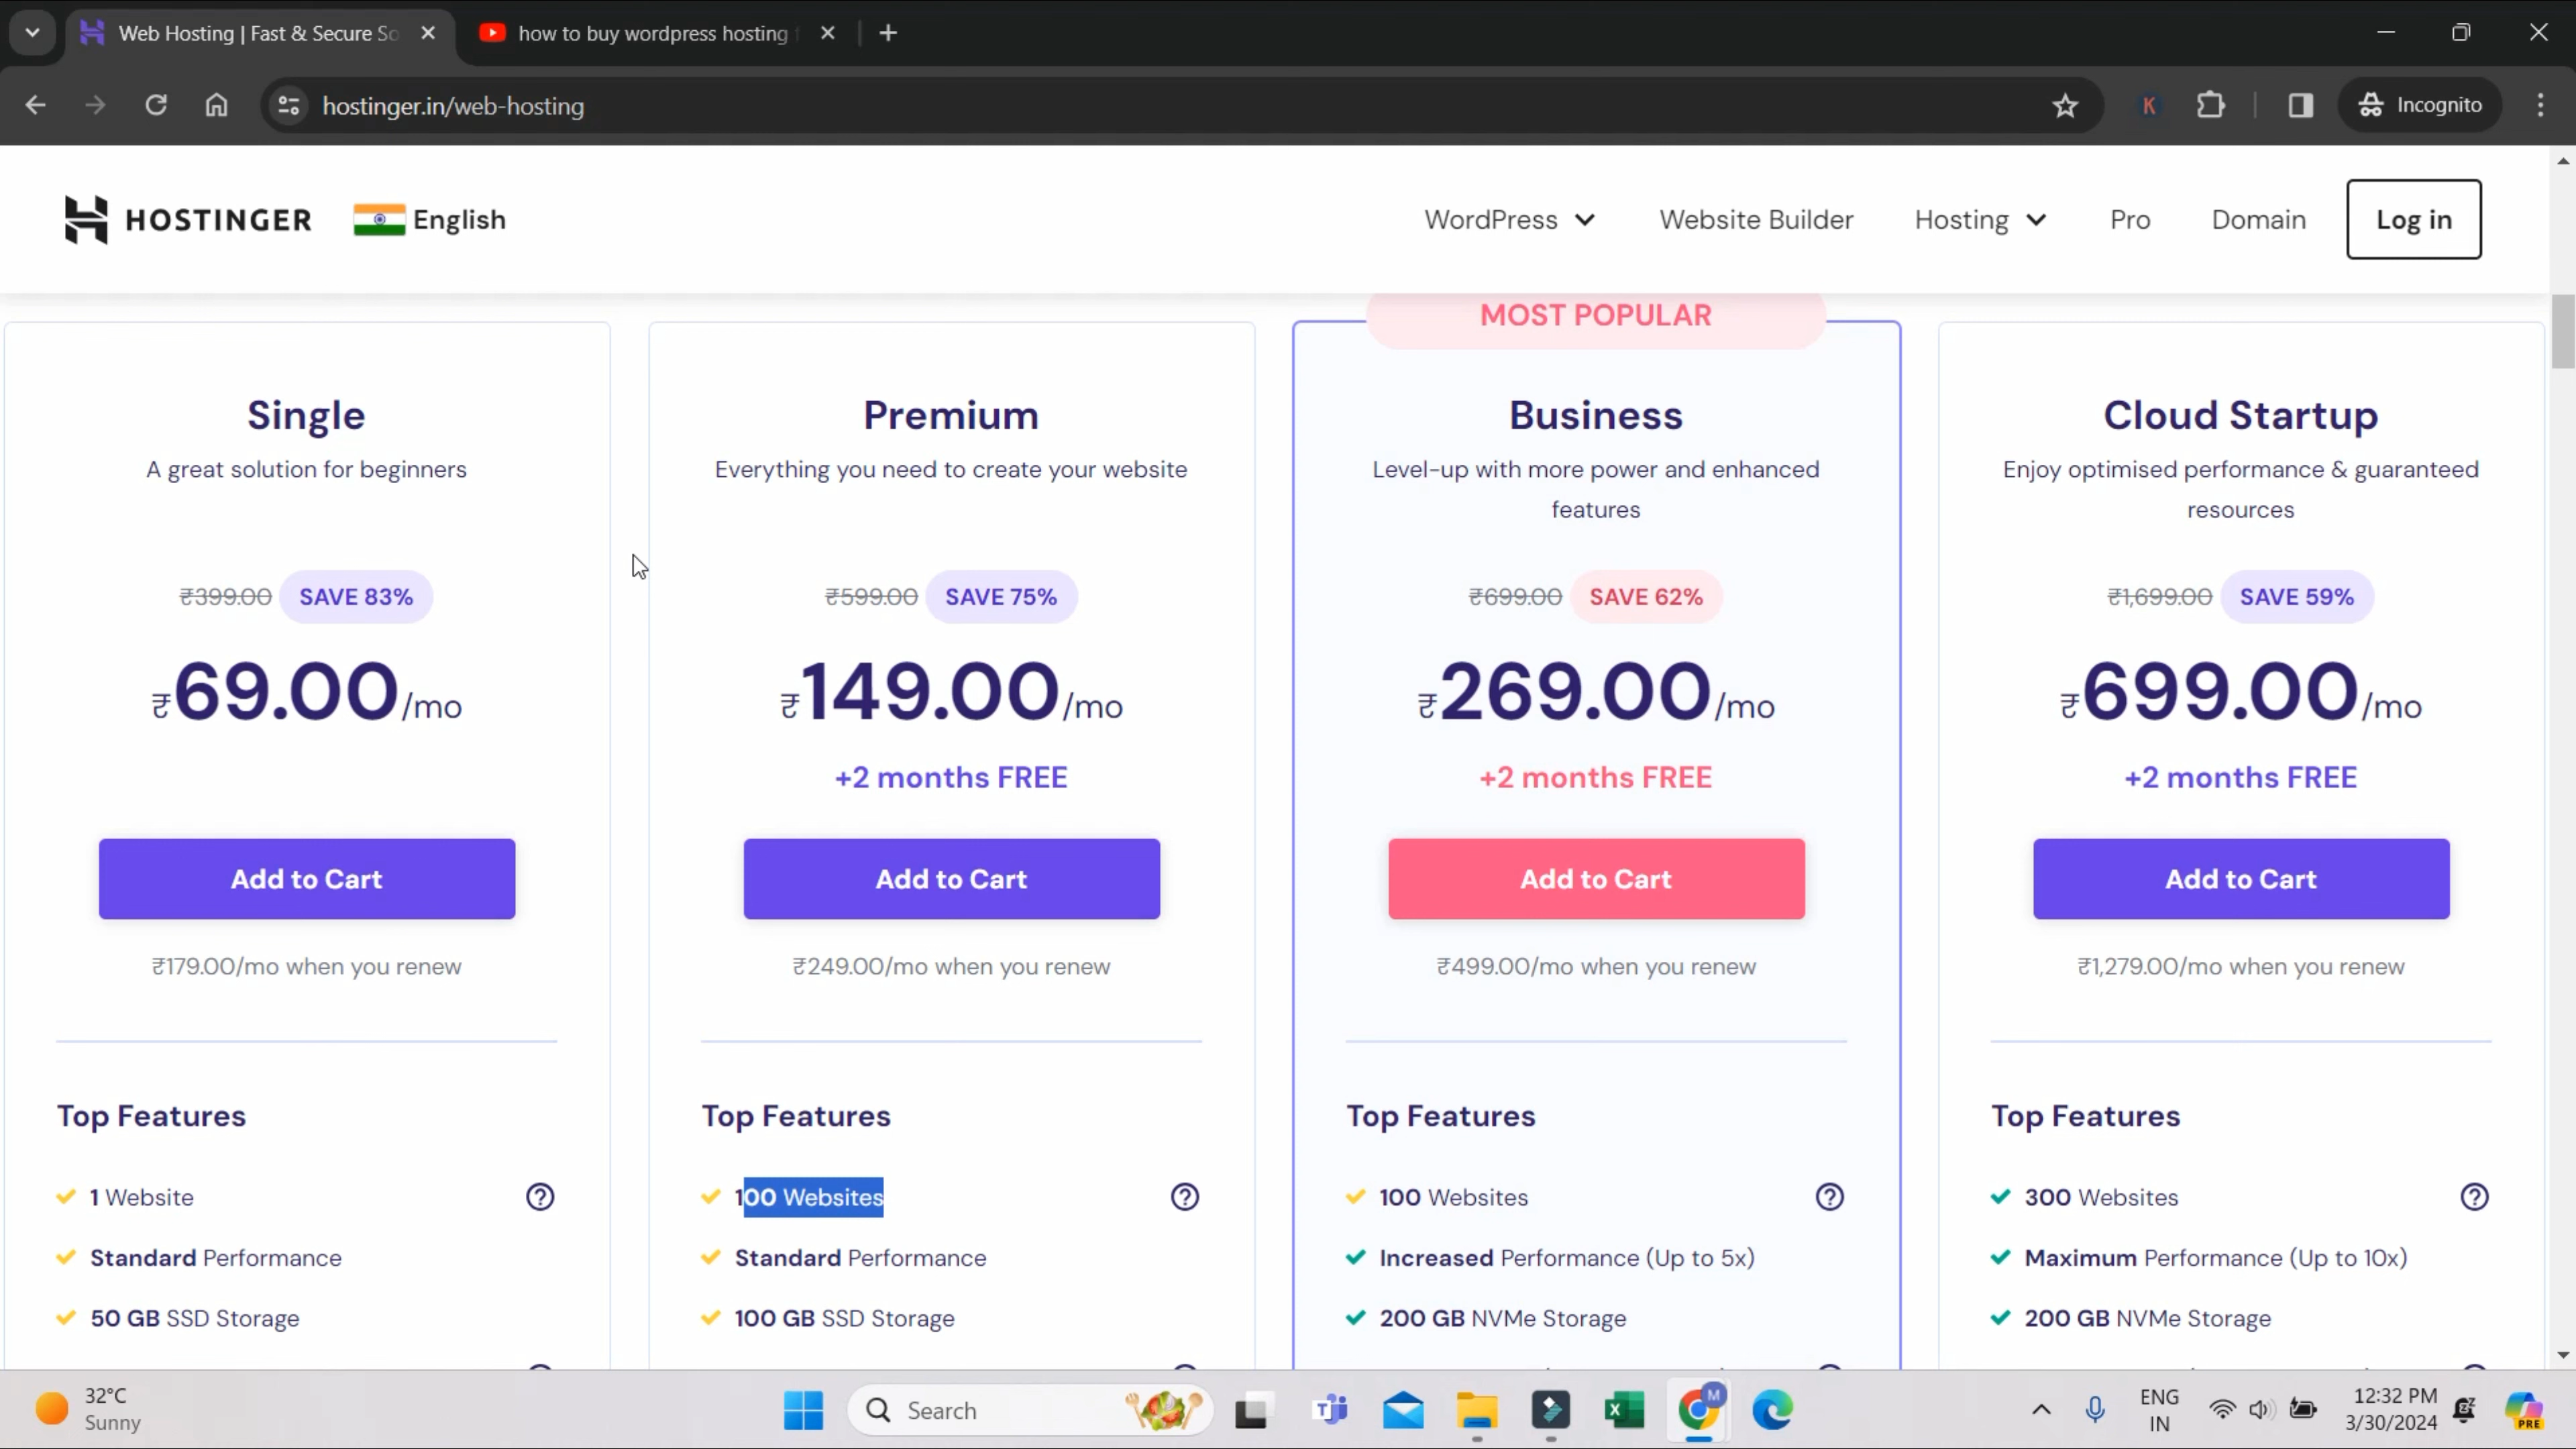 Web Hosting | Fast & Secure So
how to buy wordpress hosting
hostinger.in/web-hosting
K
Incognito
HOSTINGER
English
WordPress
Website Builder
Hosting
Pro
Domain
Log in
MOST POPULAR
Single
A great solution for beginners
₹399.00 SAVE 83%
₹69.00/mo
Add to Cart
₹179.00/mo when you renew
Top Features
1 Website
Standard Performance
50 GB SSD Storage
Premium
Everything you need to create your website
₹599.00 SAVE 75%
₹149.00/mo
+2 months FREE
Add to Cart
₹249.00/mo when you renew
Top Features
100 Websites
Standard Performance
100 GB SSD Storage
Business
Level-up with more power and enhanced
features
₹699.00 SAVE 62%
₹269.00/mo
+2 months FREE
Add to Cart
₹499.00/mo when you renew
Top Features
100 Websites
Increased Performance (Up to 5x)
200 GB NVMe Storage
Cloud Startup
Enjoy optimised performance & guaranteed
resources
₹1,699.00 SAVE 59%
₹699.00/mo
+2 months FREE
Add to Cart
₹1,279.00/mo when you renew
Top Features
300 Websites
Maximum Performance (Up to 10x)
200 GB NVMe Storage
32°C
Sunny
Search
M
ENG
IN
12:32 PM
3/30/2024
PRE